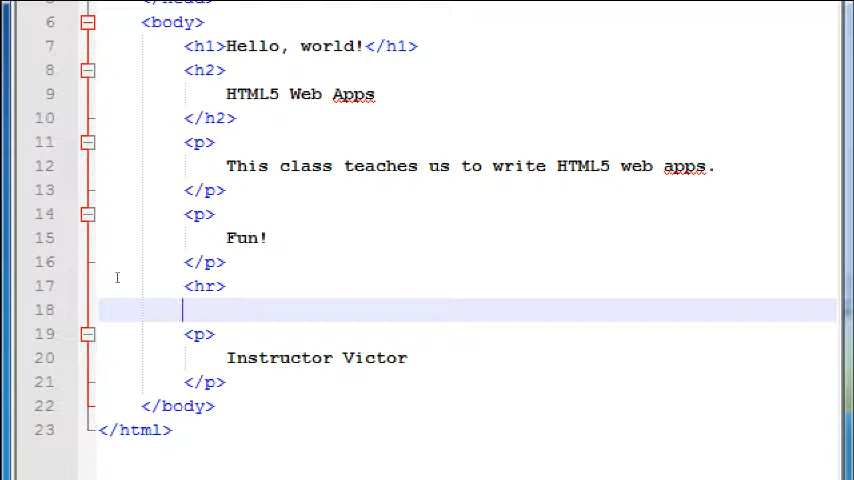 6 <body>
7 <h1>Hello, world!</h1>
8 <h2>
9 HTML5 Web Apps
10 </h2>
11 <p>
12 This class teaches us to write HTML5 web apps.
13 </p>
14 <p>
15 Fun!
16 </p>
17 <hr>
18
19 <p>
20 Instructor Victor
21 </p>
22 </body>
23 </html>